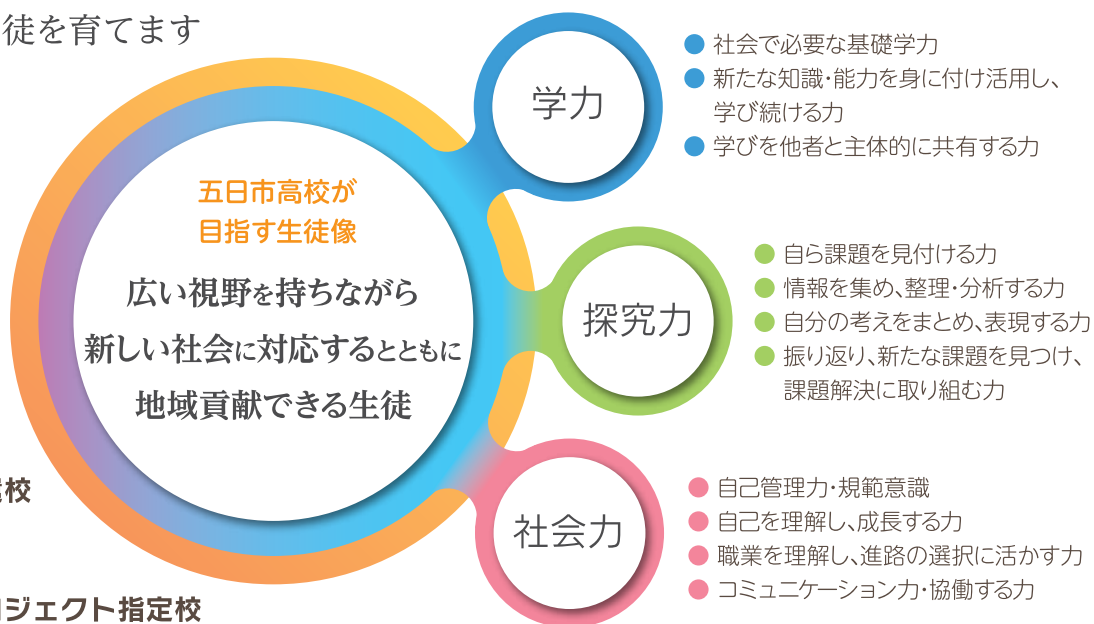 徒を育てます
五日市高校が
目指す生徒像
広い視野を持ちながら
新しい社会に対応するとともに
地域貢献できる生徒
学力
● 社会で必要な基礎学力
● 新たな知識・能力を身に付け活用し、
学び続ける力
● 学びを他者と主体的に共有する力
探究力
● 自ら課題を見付ける力
● 情報を集め、整理・分析する力
● 自分の考えをまとめ、表現する力
● 振り返り、新たな課題を見つけ、
課題解決に取り組む力
社会力
● 自己管理力・規範意識
● 自己を理解し、成長する力
● 職業を理解し、進路の選択に活かす力
● コミュニケーション力・協働する力
校
ジェクト指定校